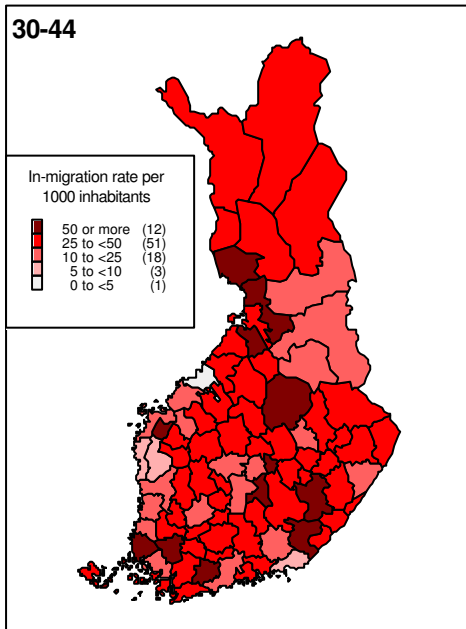 30-44
In-migration rate per
1000 inhabitants
50 or more (12)
25 to <50 (51)
10 to <25 (18)
5 to <10 (3)
0 to <5 (1)